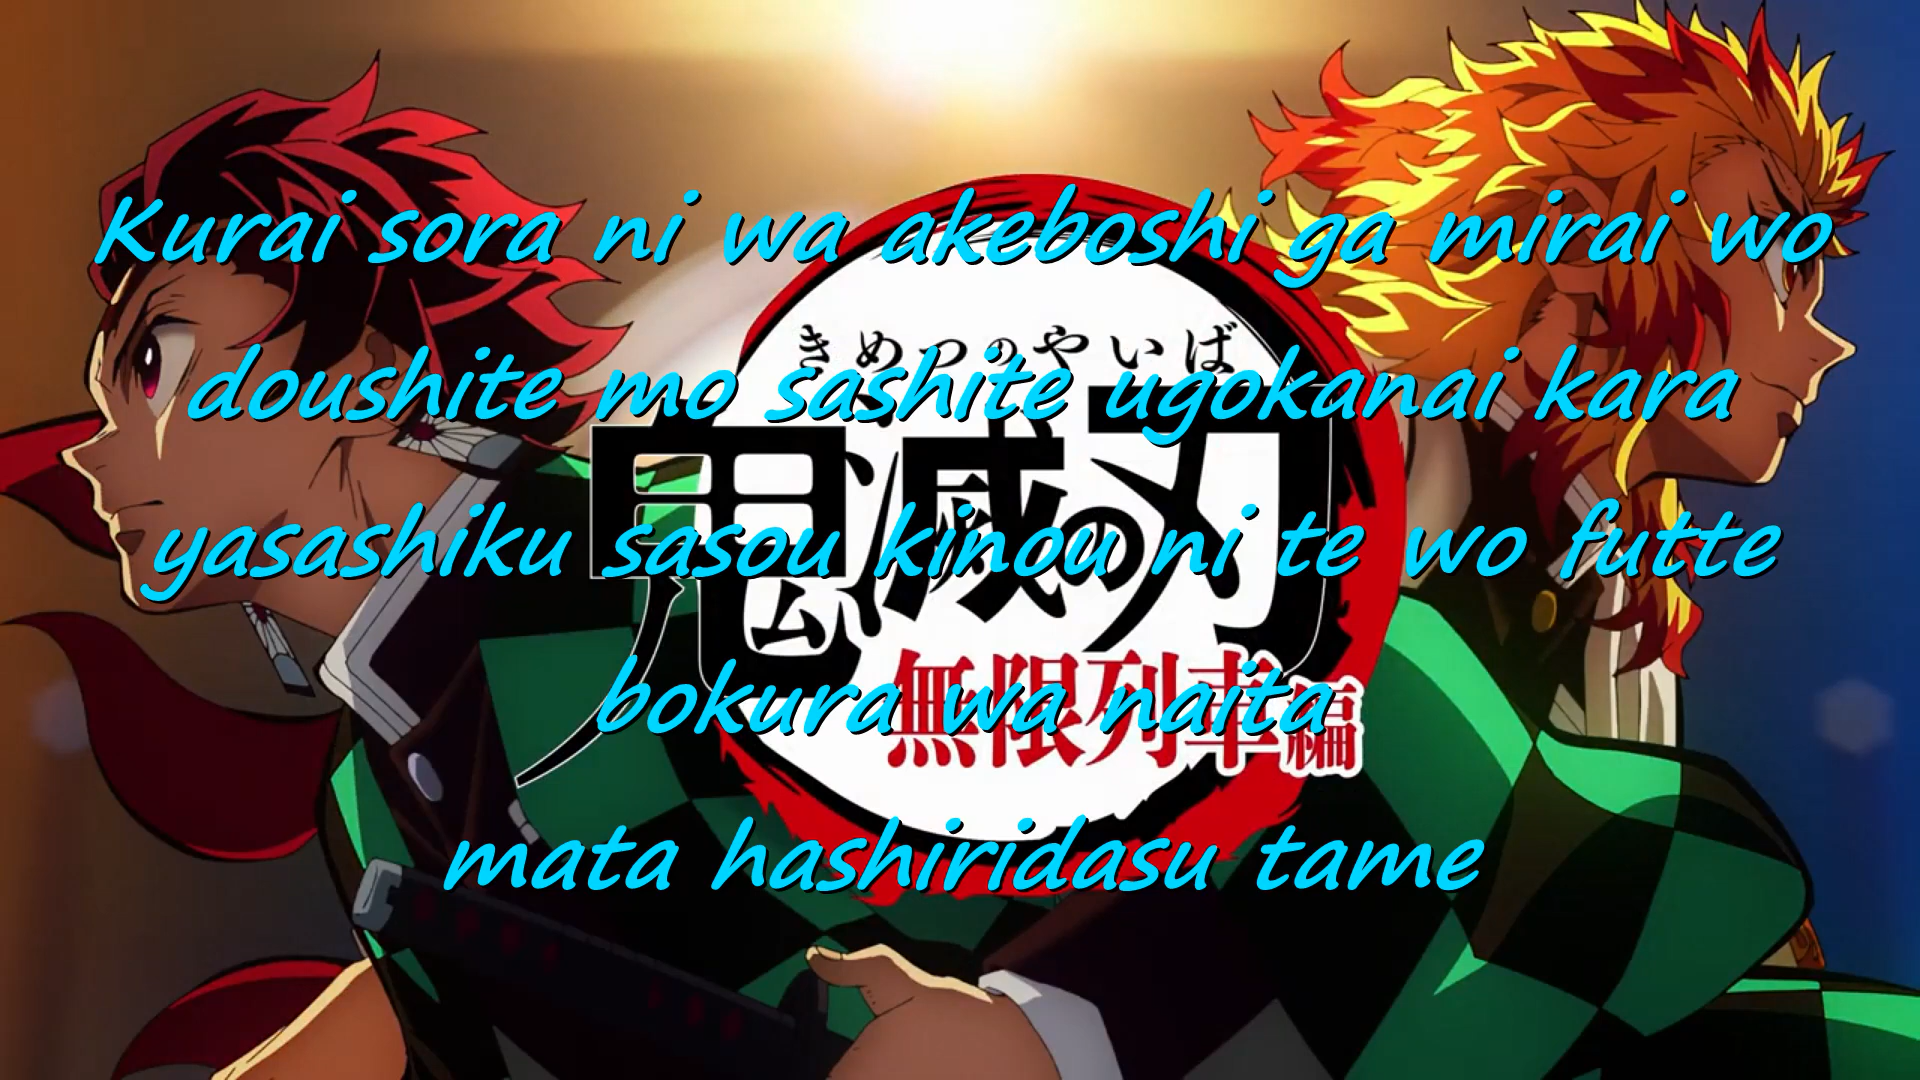 Kurai sora ni wa akeboshi ga mirai wo
きめつのやいば
doushite mo sashite ugokanai kara
鬼滅の刃
yasashiku sasou kinou ni te wo futte
無限列車編
bokura wa naita
mata hashiridasu tame